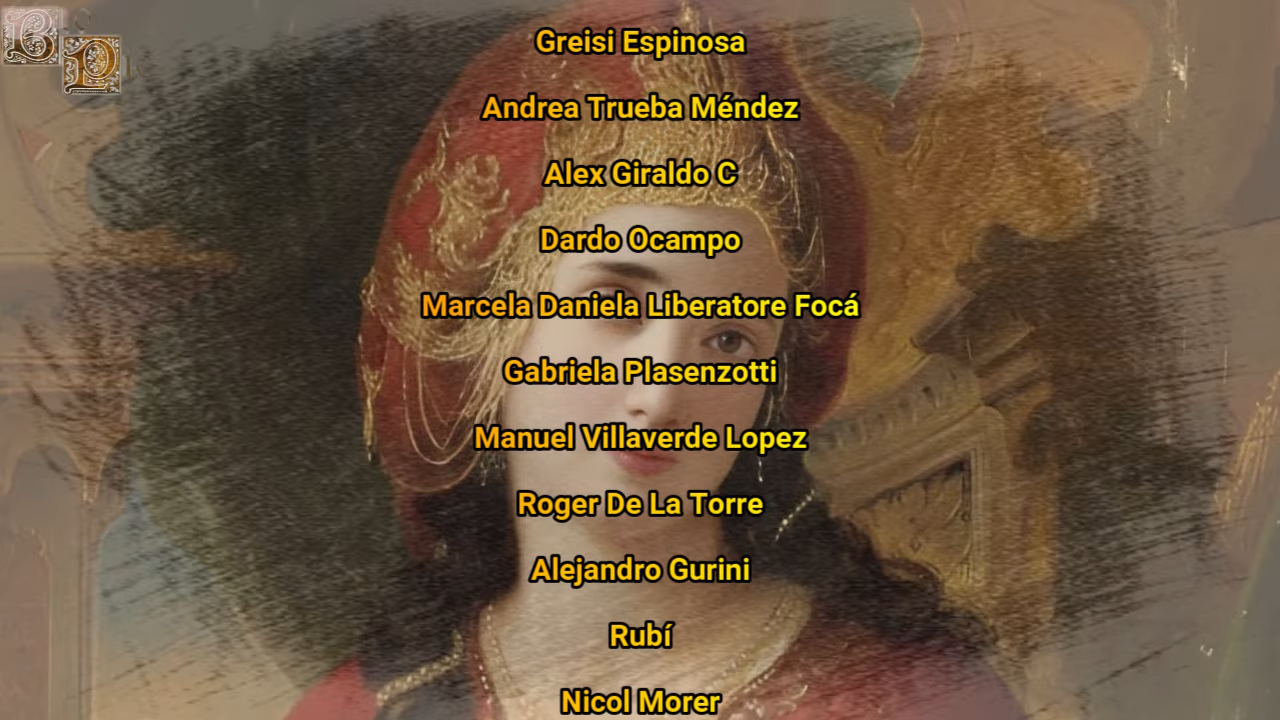 B
D
Greisi Espinosa
Andrea Trueba Méndez
Alex Giraldo C
Dardo Ocampo
Marcela Daniela Liberatore Focá
Gabriela Plasenzotti
Manuel Villaverde Lopez
Roger De La Torre
Alejandro Gurini
Rubí
Nicol Morer